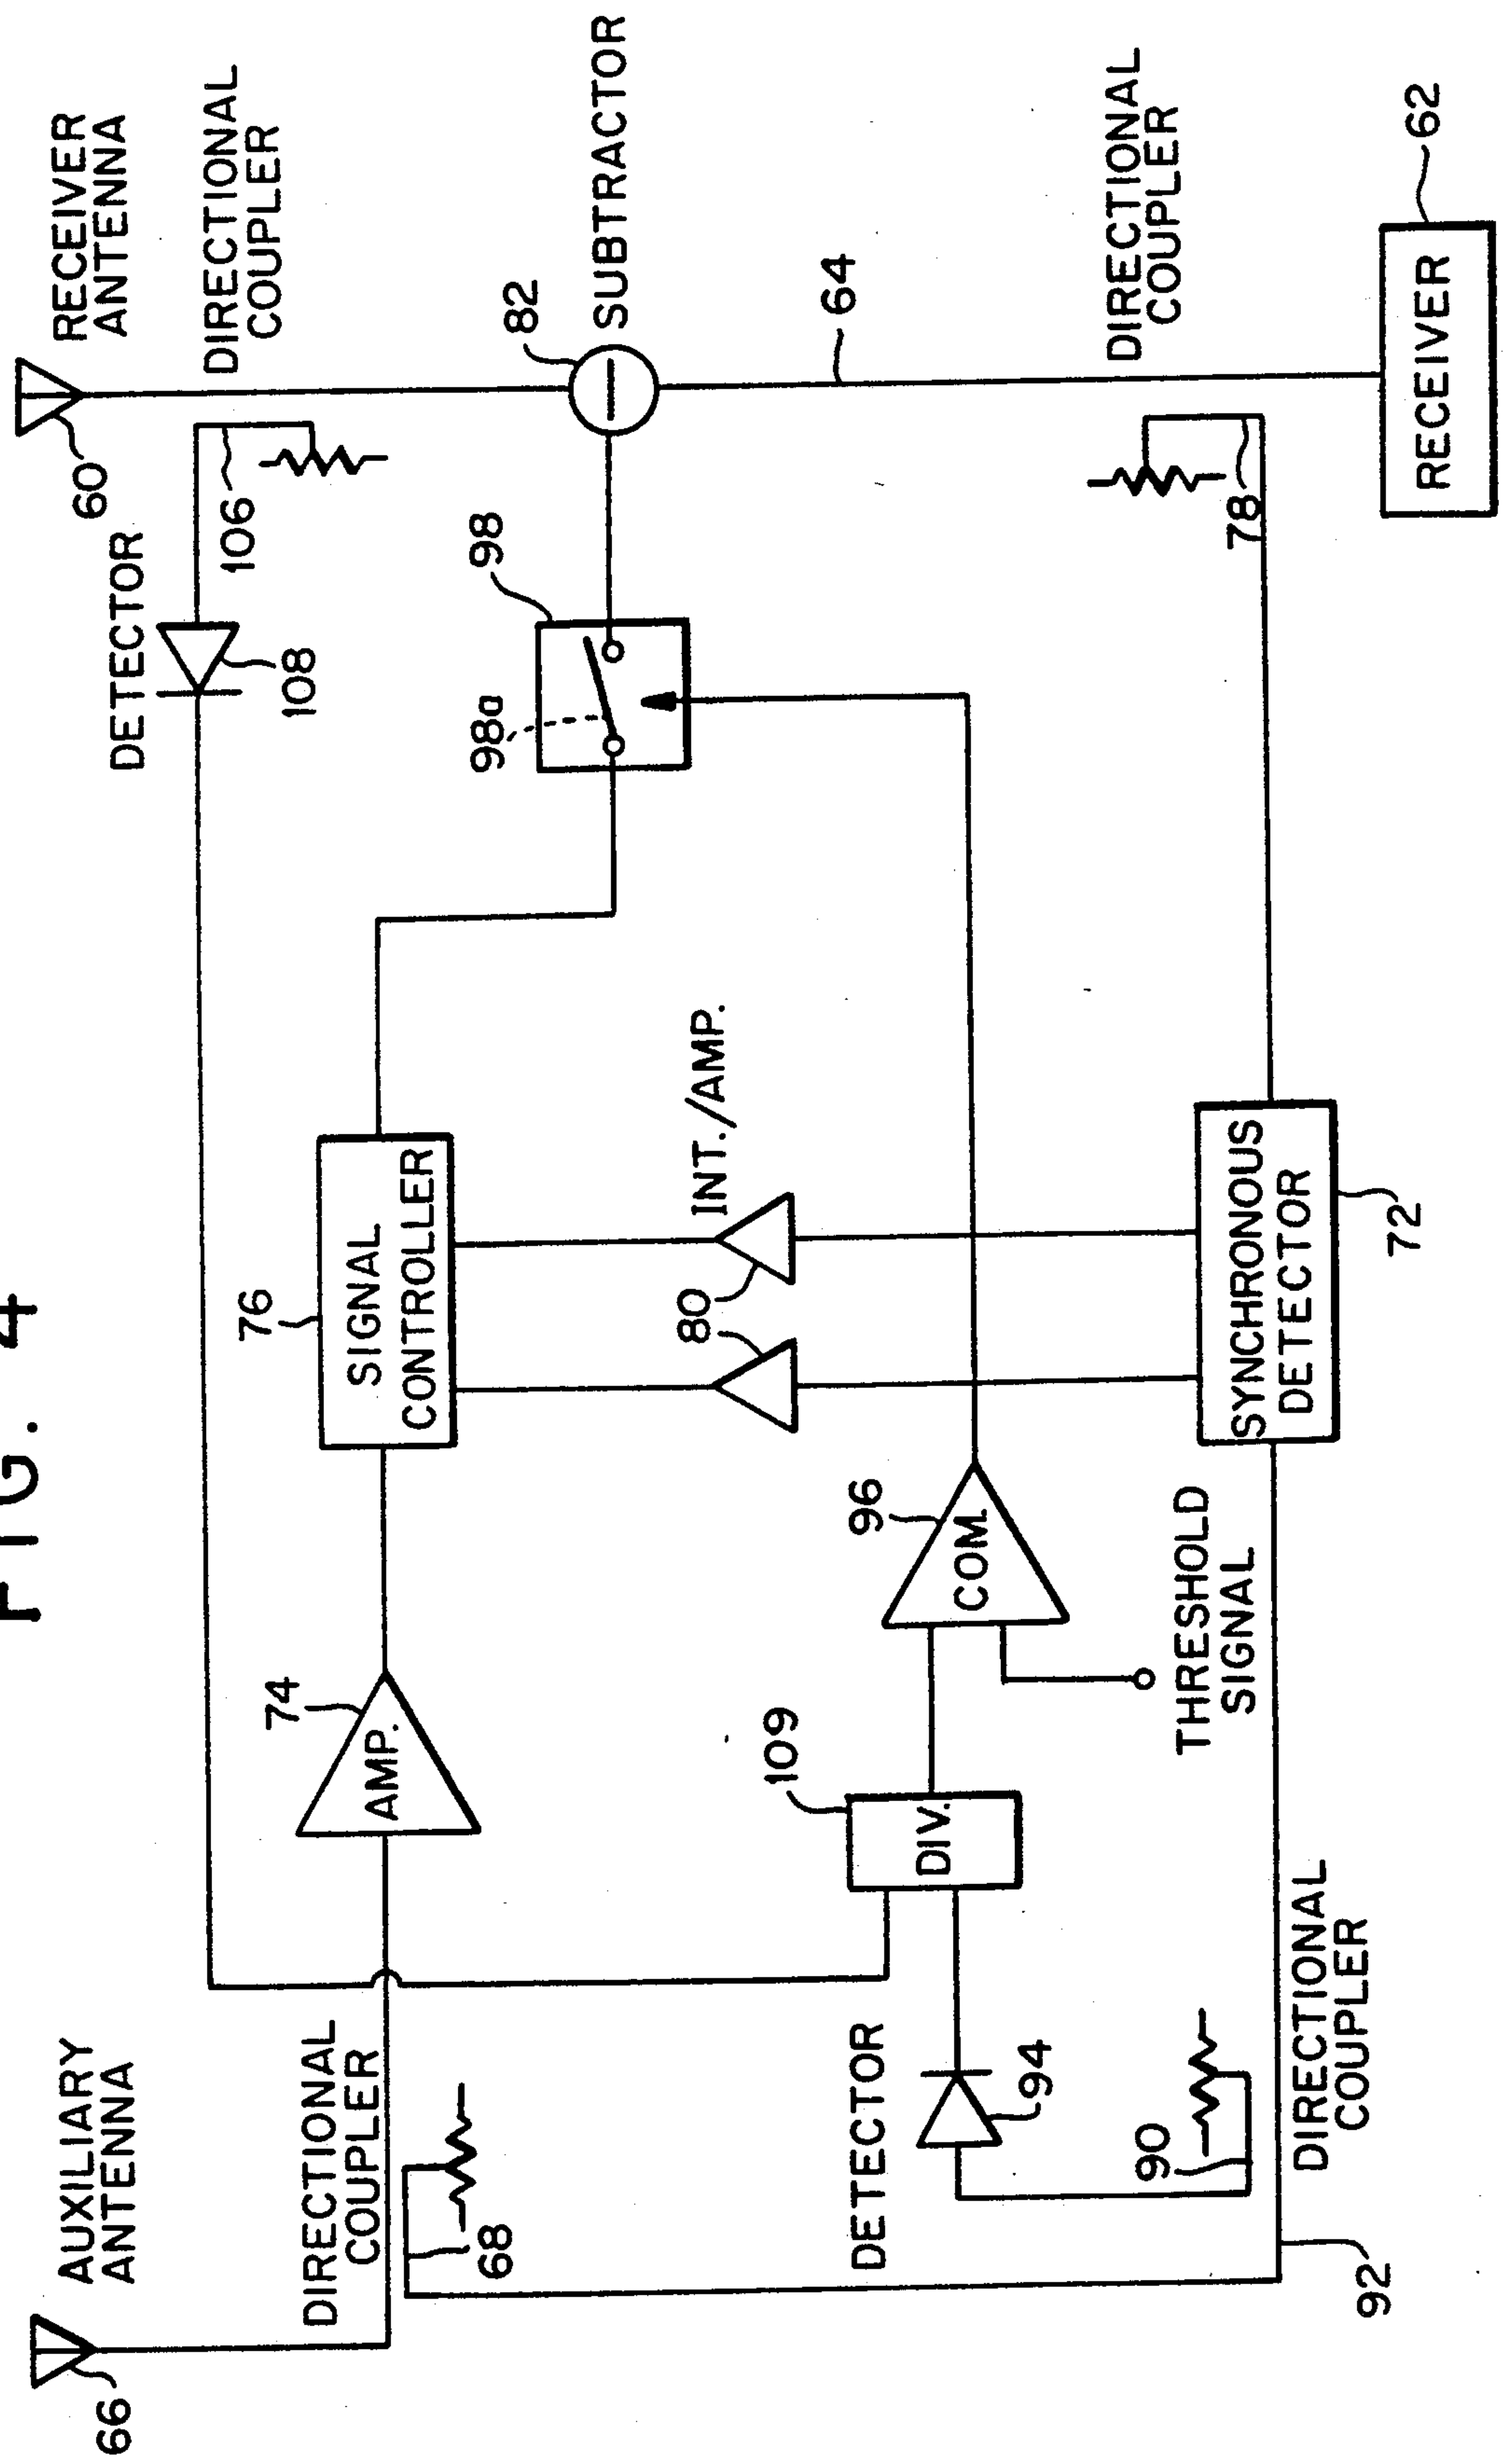 FIG. 4
RECEIVER
ANTENNA
60
DIRECTIONAL
COUPLER
106
DETECTOR
108
82
SUBTRACTOR
98
98a
64
DIRECTIONAL
COUPLER
78
62
RECEIVER
76
SIGNAL
CONTROLLER
INT./AMP.
80
SYNCHRONOUS
DETECTOR
72
74
AMP.
96
COM.
THRESHOLD
SIGNAL
109
DIV.
AUXILIARY
ANTENNA
66
DIRECTIONAL
COUPLER
68
DETECTOR
94
90
DIRECTIONAL
COUPLER
92